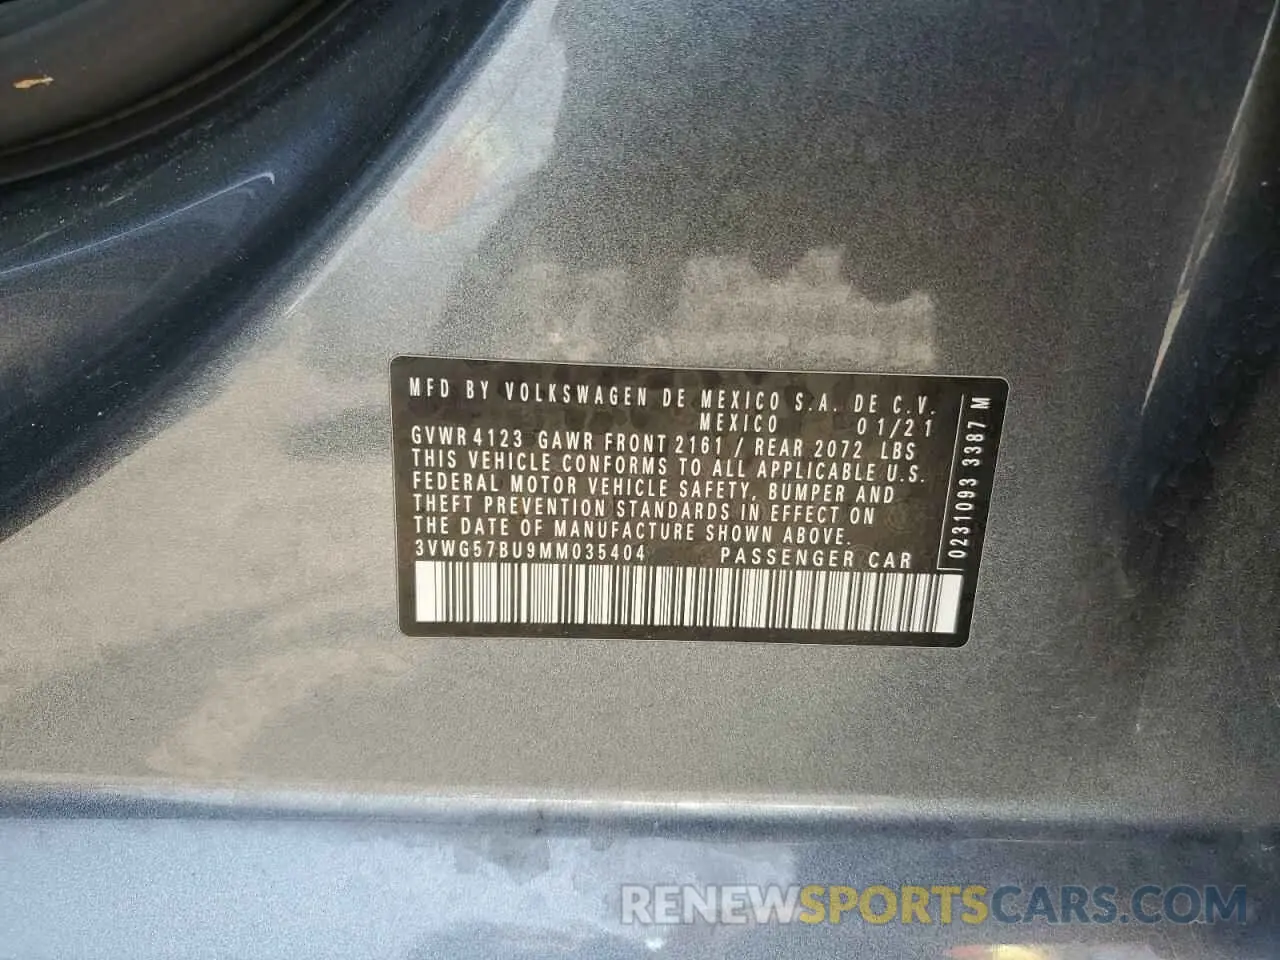 MFD BY VOLKSWAGEN DE MEXICO S.A. DE C.V.
MEXICO 01/21
GVWR 4123 GAWR FRONT 2161 / REAR 2072 LBS
THIS VEHICLE CONFORMS TO ALL APPLICABLE U.S.
FEDERAL MOTOR VEHICLE SAFETY, BUMPER AND
THEFT PREVENTION STANDARDS IN EFFECT ON
THE DATE OF MANUFACTURE SHOWN ABOVE.
3VWG57BU9MM035404 PASSENGER CAR
0231093 3387 M
RENEWSPORTSCARS.COM